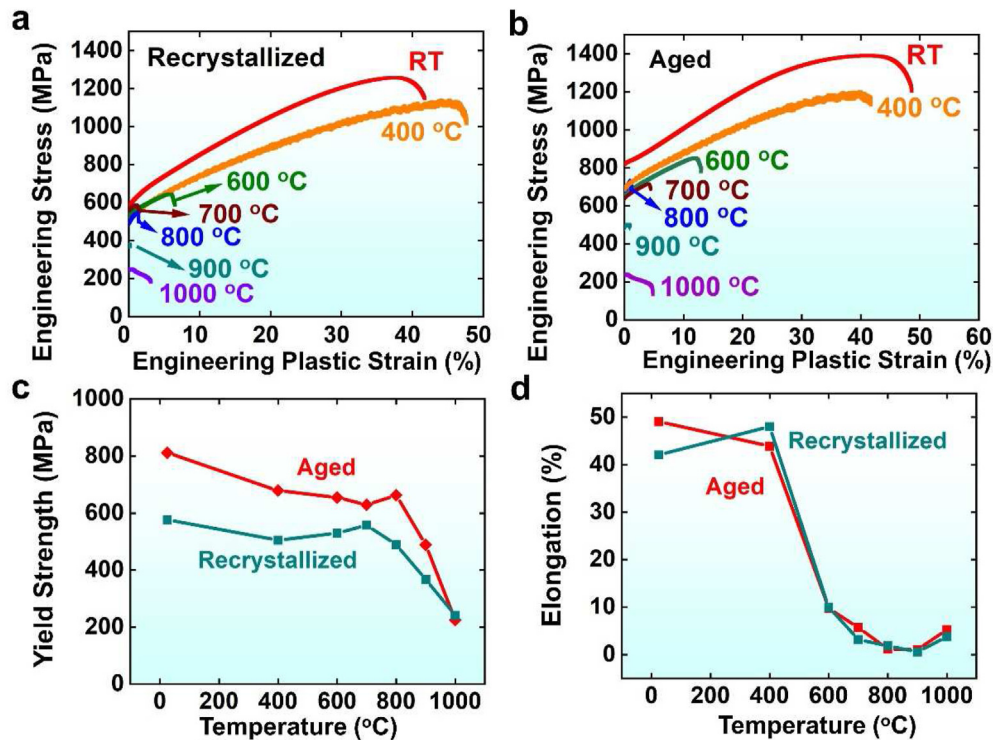 a
Recrystallized
RT
400 °C
600 °C
700 °C
800 °C
900 °C
1000 °C
Engineering Stress (MPa)
1400
1200
1000
800
600
400
200
0
0 10 20 30 40 50
Engineering Plastic Strain (%)
b
Aged
RT
400 °C
600 °C
700 °C
800 °C
900 °C
1000 °C
Engineering Stress (MPa)
1400
1200
1000
800
600
400
200
0
0 10 20 30 40 50 60
Engineering Plastic Strain (%)
c
Aged
Recrystallized
Yield Strength (MPa)
1000
800
600
400
200
0
0 200 400 600 800 1000
Temperature (°C)
d
Recrystallized
Aged
Elongation (%)
50
40
30
20
10
0
0 200 400 600 800 1000
Temperature (°C)